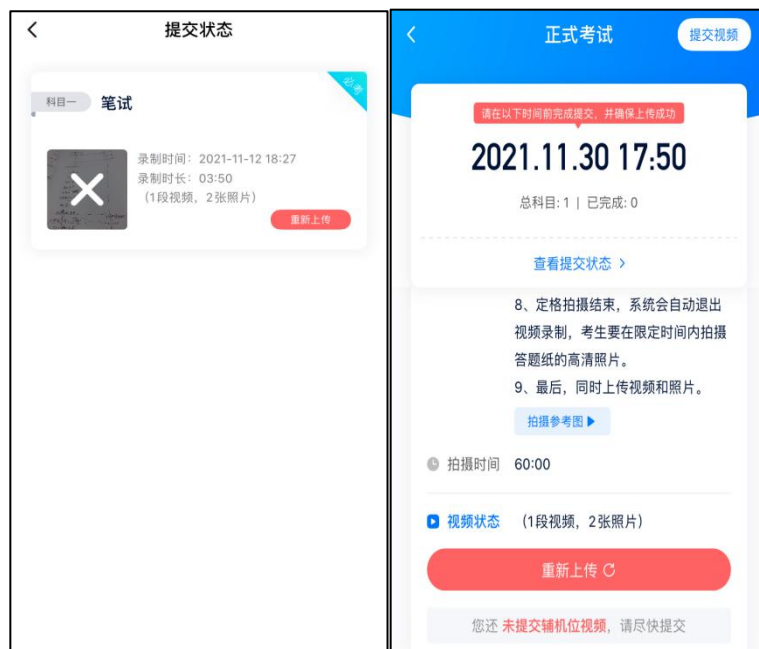 提交状态
必考
科目一 笔试
录制时间：2021-11-12 18:27
录制时长：03:50
（1段视频，2张照片）
重新上传
正式考试
提交视频
请在以下时间前完成提交，并确保上传成功
2021.11.30 17:50
总科目：1 | 已完成：0
查看提交状态
8、定格拍摄结束，系统会自动退出
视频录制，考生要在限定时间内拍摄
答题纸的高清照片。
9、最后，同时上传视频和照片。
拍摄参考图
拍摄时间 60:00
视频状态 （1段视频，2张照片）
重新上传
您还 未提交辅机位视频，请尽快提交